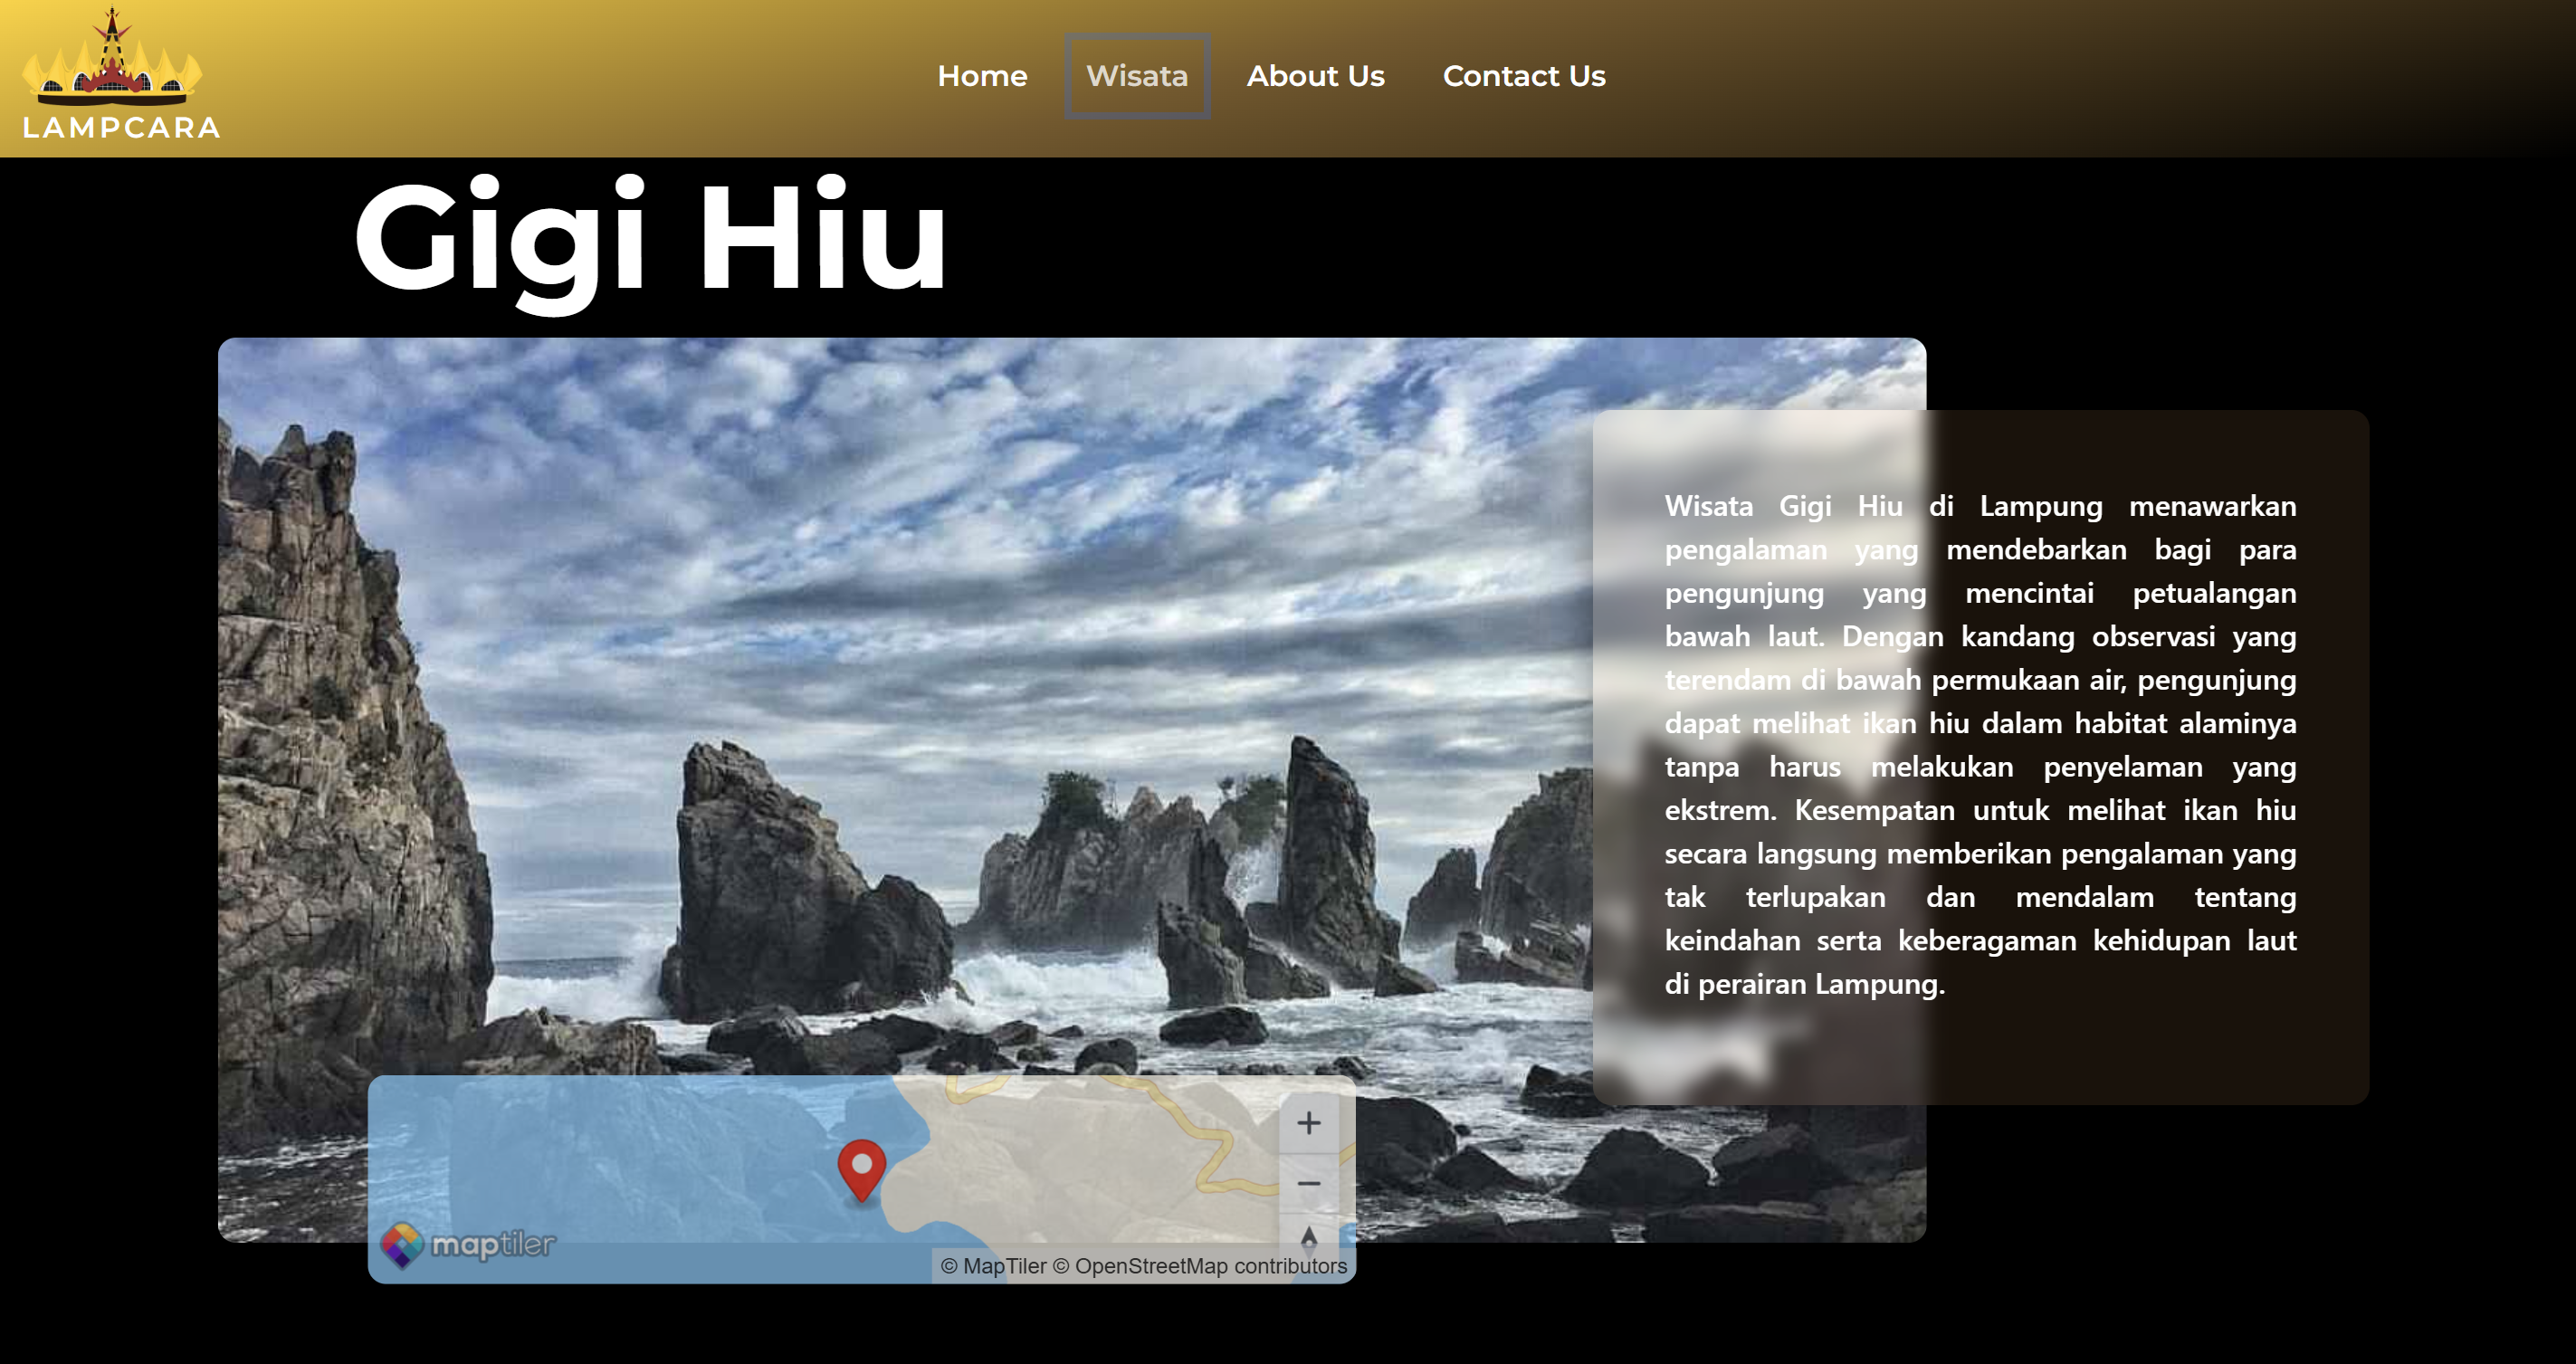 LAMPCARA
Home Wisata About Us Contact Us
Gigi Hiu
Wisata Gigi Hiu di Lampung menawarkan
pengalaman yang mendebarkan bagi para
pengunjung yang mencintai petualangan
bawah laut. Dengan kandang observasi yang
terendam di bawah permukaan air, pengunjung
dapat melihat ikan hiu dalam habitat alaminya
tanpa harus melakukan penyelaman yang
ekstrem. Kesempatan untuk melihat ikan hiu
secara langsung memberikan pengalaman yang
tak terlupakan dan mendalam tentang
keindahan serta keberagaman kehidupan laut
di perairan Lampung.
maptiler
© MapTiler © OpenStreetMap contributors